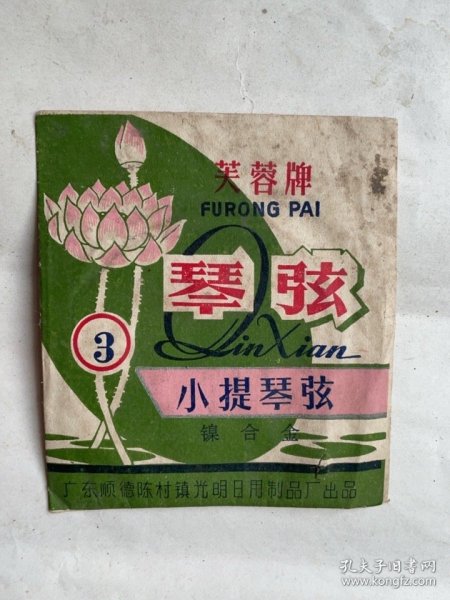 芙蓉牌
FURONG PAI
琴弦
Qin Xian
3
小提琴弦
镍合金
广东顺德陈村镇光明日用制品厂出品
孔夫子旧书网
www.kongfz.com